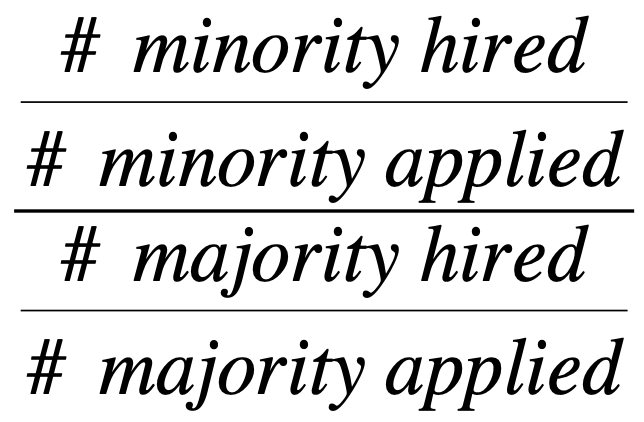 # minority hired
# minority applied
# majority hired
# majority applied